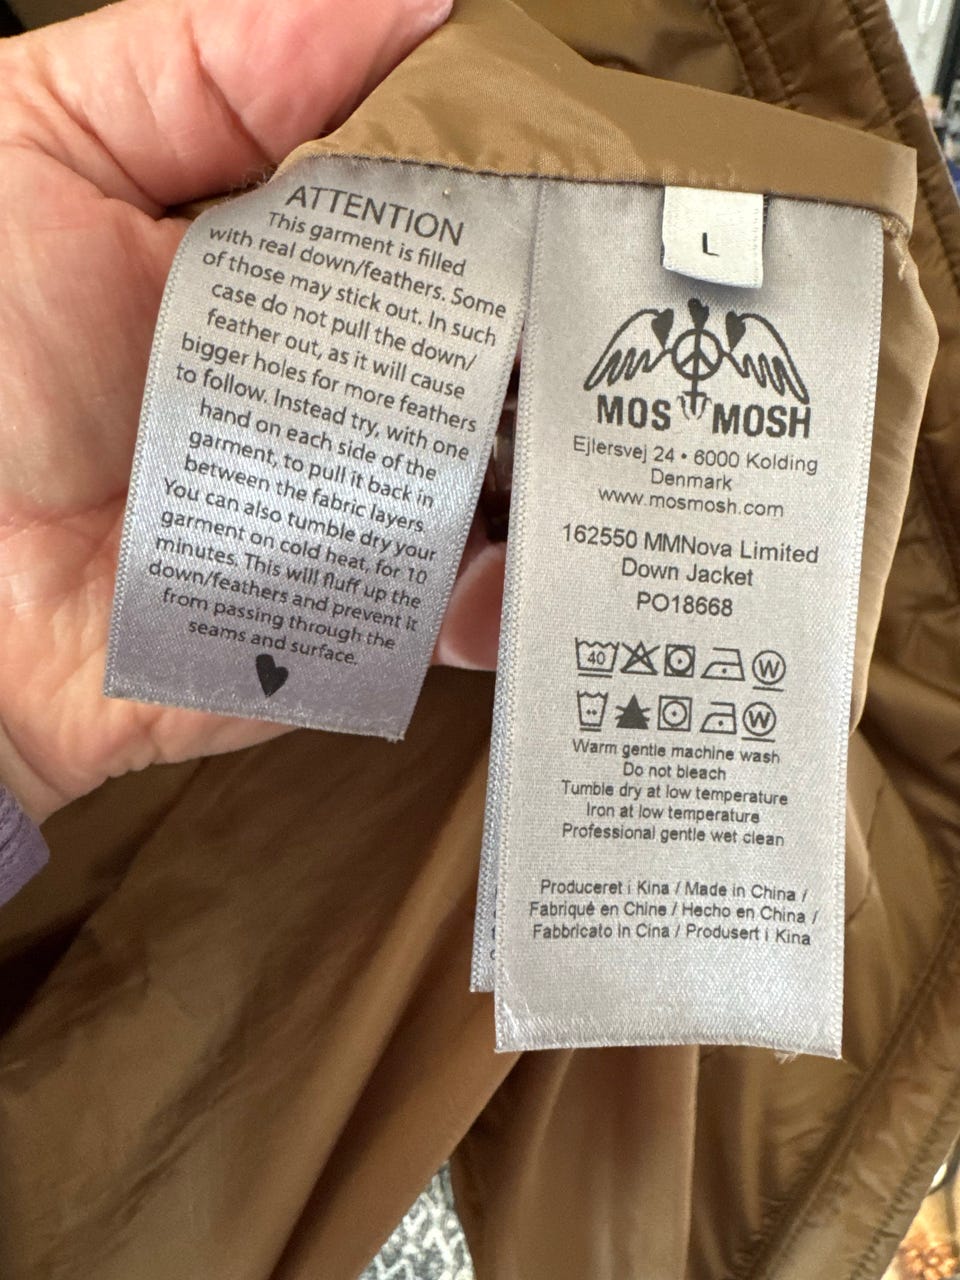 ATTENTION
This garment is filled
with real down/feathers. Some
of those may stick out. In such
case do not pull the down/
feather out, as it will cause
bigger holes for more feathers
to follow. Instead try, with one
hand on each side of the
garment, to pull it back in
between the fabric layers.
You can also tumble dry your
garment on cold heat, for 10
minutes. This will fluff up the
down/feathers and prevent it
from passing through the
seams and surface.
L
MOS MOSH
Ejlersvej 24 • 6000 Kolding
Denmark
www.mosmosh.com
162550 MMNova Limited
Down Jacket
PO18668
40
W
W
Warm gentle machine wash
Do not bleach
Tumble dry at low temperature
Iron at low temperature
Professional gentle wet clean
Produceret i Kina / Made in China /
Fabriqué en Chine / Hecho en China /
Fabbricato in Cina / Produsert i Kina